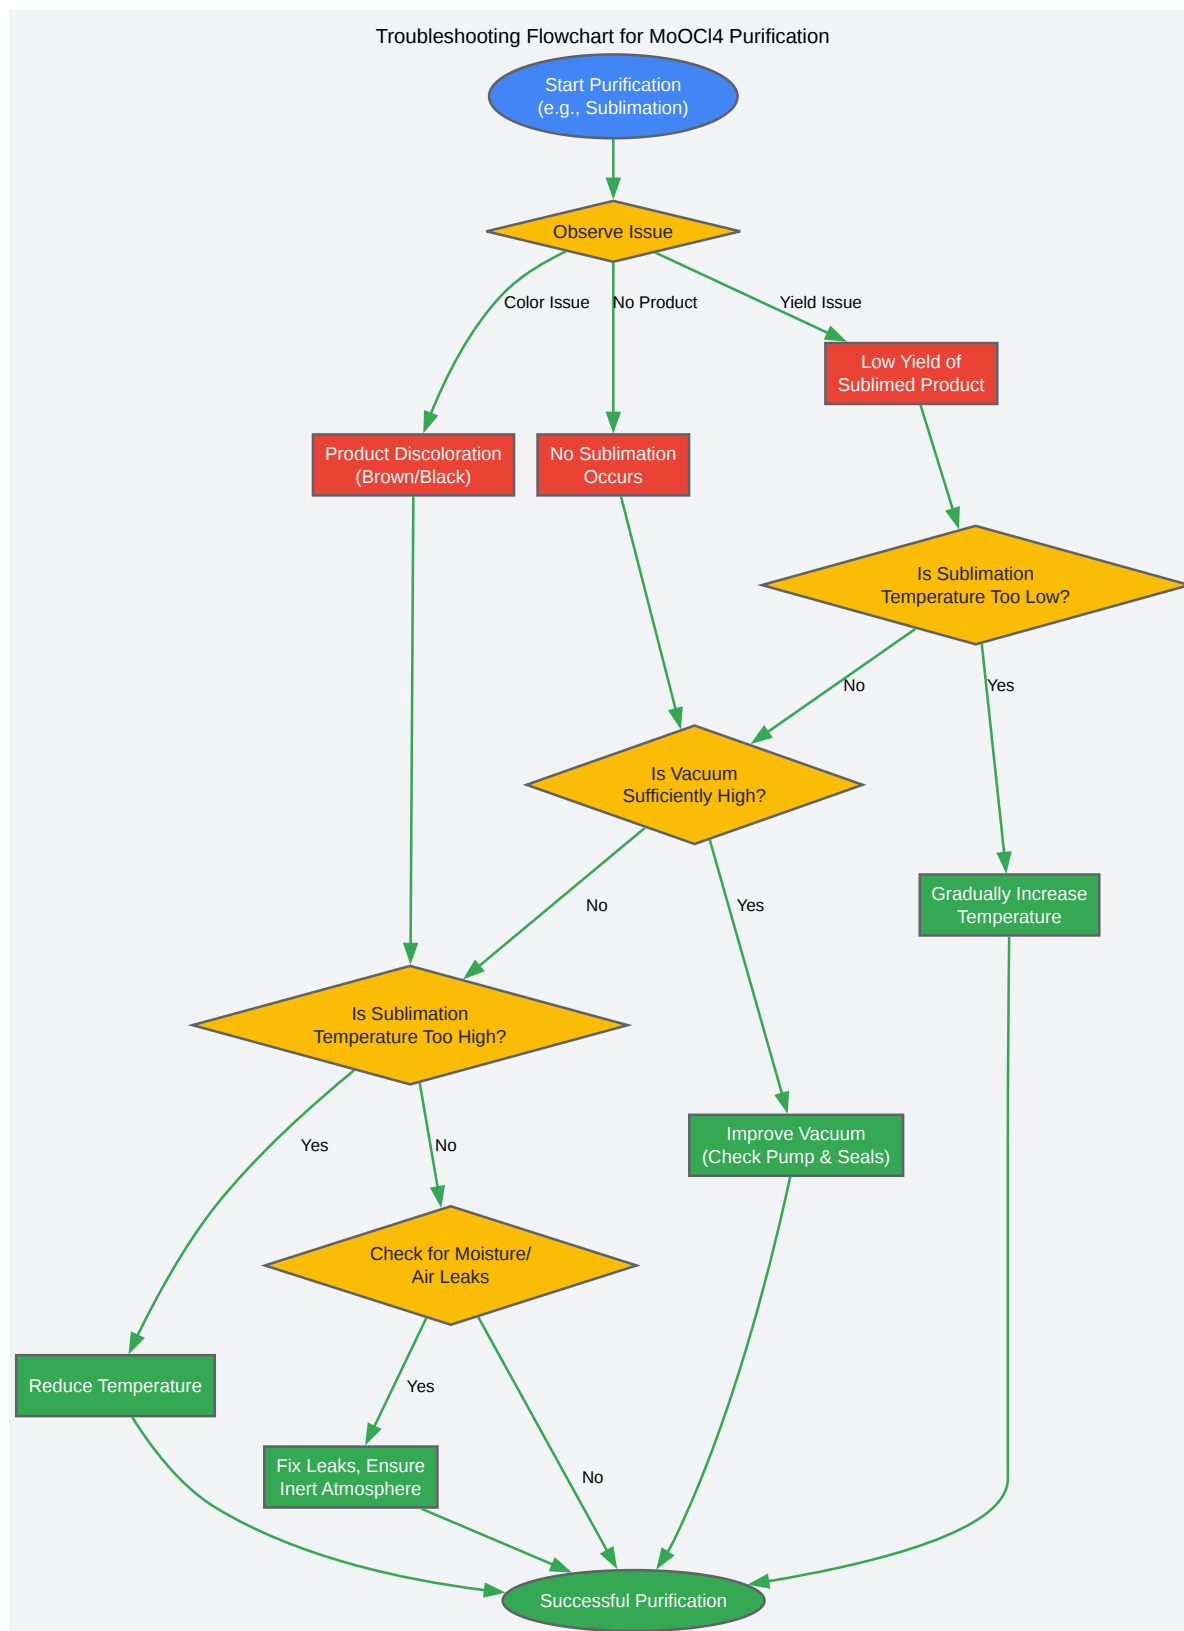 Troubleshooting Flowchart for MoOCl4 Purification
Start Purification
(e.g., Sublimation)
Observe Issue
Color Issue
No Product
Yield Issue
Low Yield of
Sublimed Product
Product Discoloration
(Brown/Black)
No Sublimation
Occurs
Is Sublimation
Temperature Too Low?
No
Yes
Is Vacuum
Sufficiently High?
No
Yes
Gradually Increase
Temperature
Is Sublimation
Temperature Too High?
Yes
No
Improve Vacuum
(Check Pump & Seals)
Check for Moisture/
Air Leaks
Reduce Temperature
Yes
Fix Leaks, Ensure
Inert Atmosphere
No
Successful Purification